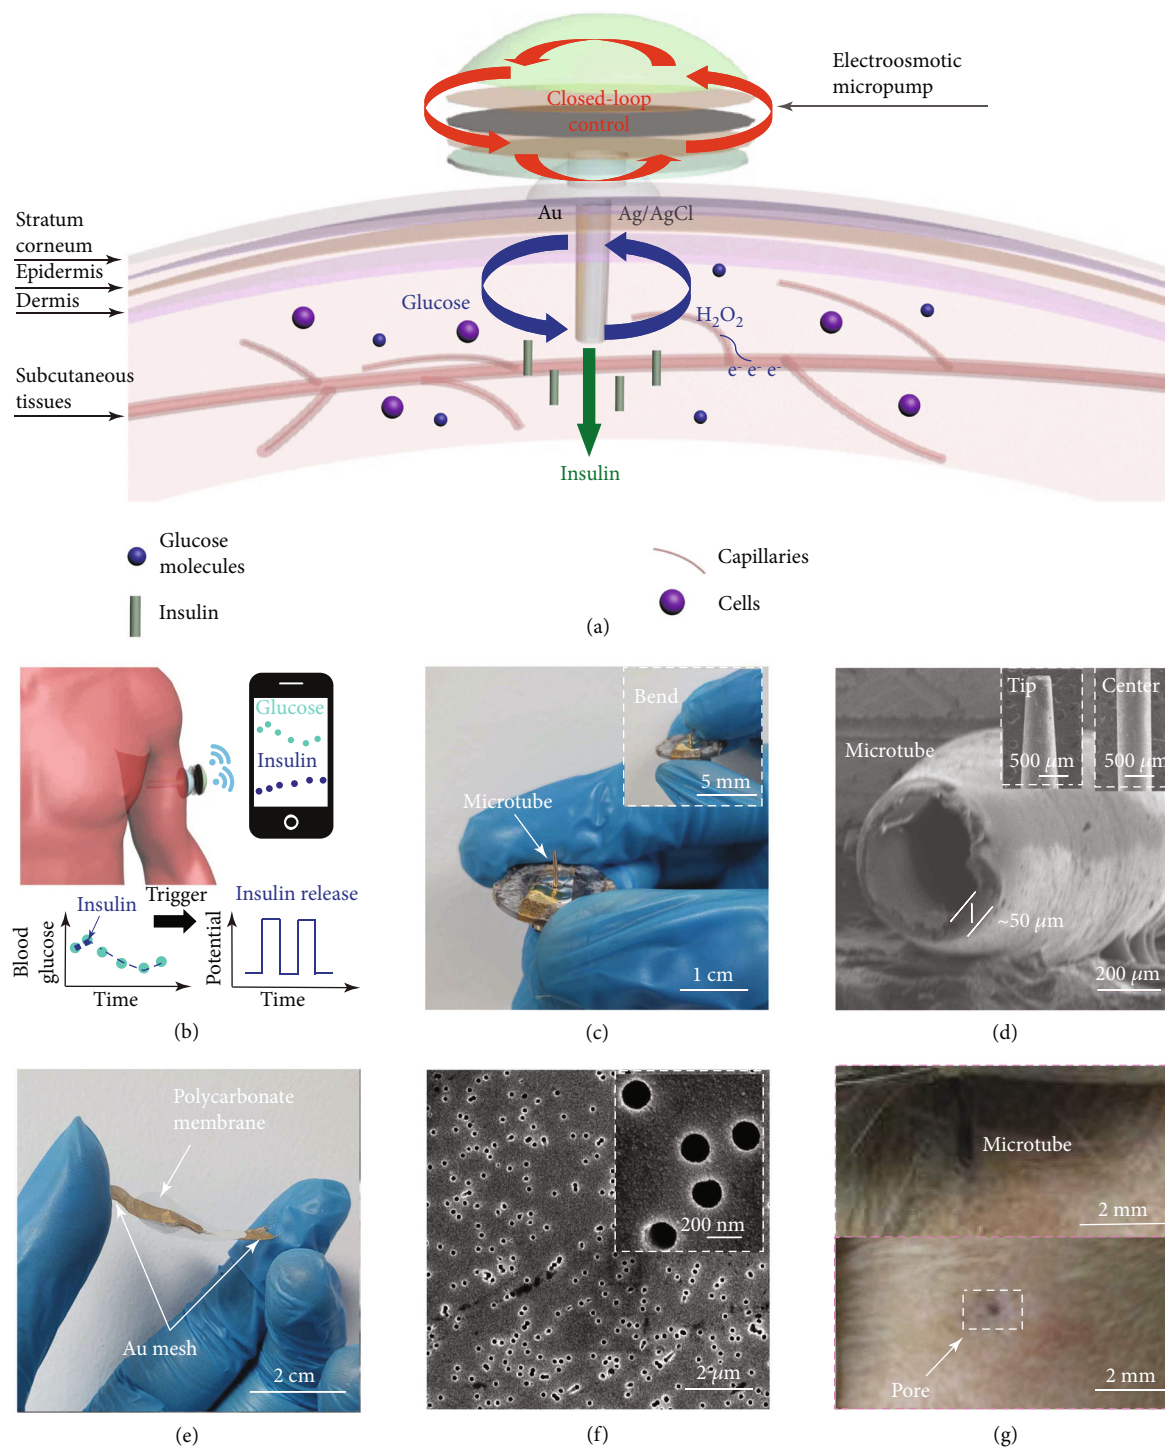 Electroosmotic
micropump
Closed-loop
control
Au
Ag/AgCl
Stratum
corneum
Epidermis
Dermis
Glucose
H₂O₂
e⁻ e⁻ e⁻
Subcutaneous
tissues
Insulin
Glucose
molecules
Insulin
Capillaries
Cells
(a)
Glucose
Insulin
Insulin
Trigger
Insulin release
Blood
glucose
Time
Potential
Time
(b)
Bend
5 mm
Microtube
1 cm
(c)
Tip
500 μm
Center
500 μm
Microtube
~50 μm
200 μm
(d)
Polycarbonate
membrane
Au mesh
2 cm
(e)
200 nm
2 μm
(f)
Microtube
2 mm
Pore
2 mm
(g)